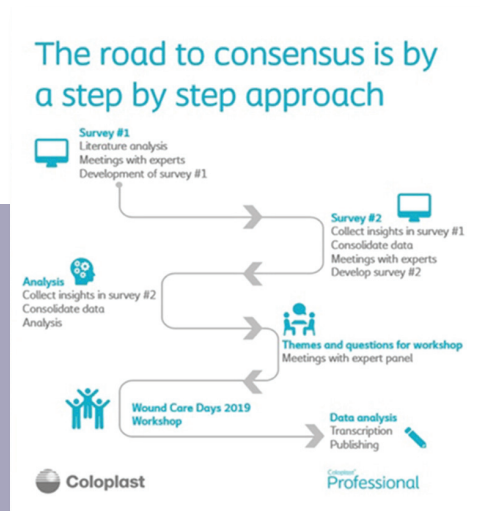 The road to consensus is by
a step by step approach
Survey #1
Literature analysis
Meetings with experts
Development of survey #1
Survey #2
Collect insights in survey #1
Consolidate data
Meetings with experts
Develop survey #2
Analysis
Collect insights in survey #2
Consolidate data
Analysis
Themes and questions for workshop
Meetings with expert panel
Wound Care Days 2019
Workshop
Data analysis
Transcription
Publishing
Coloplast
Coloplast®
Professional